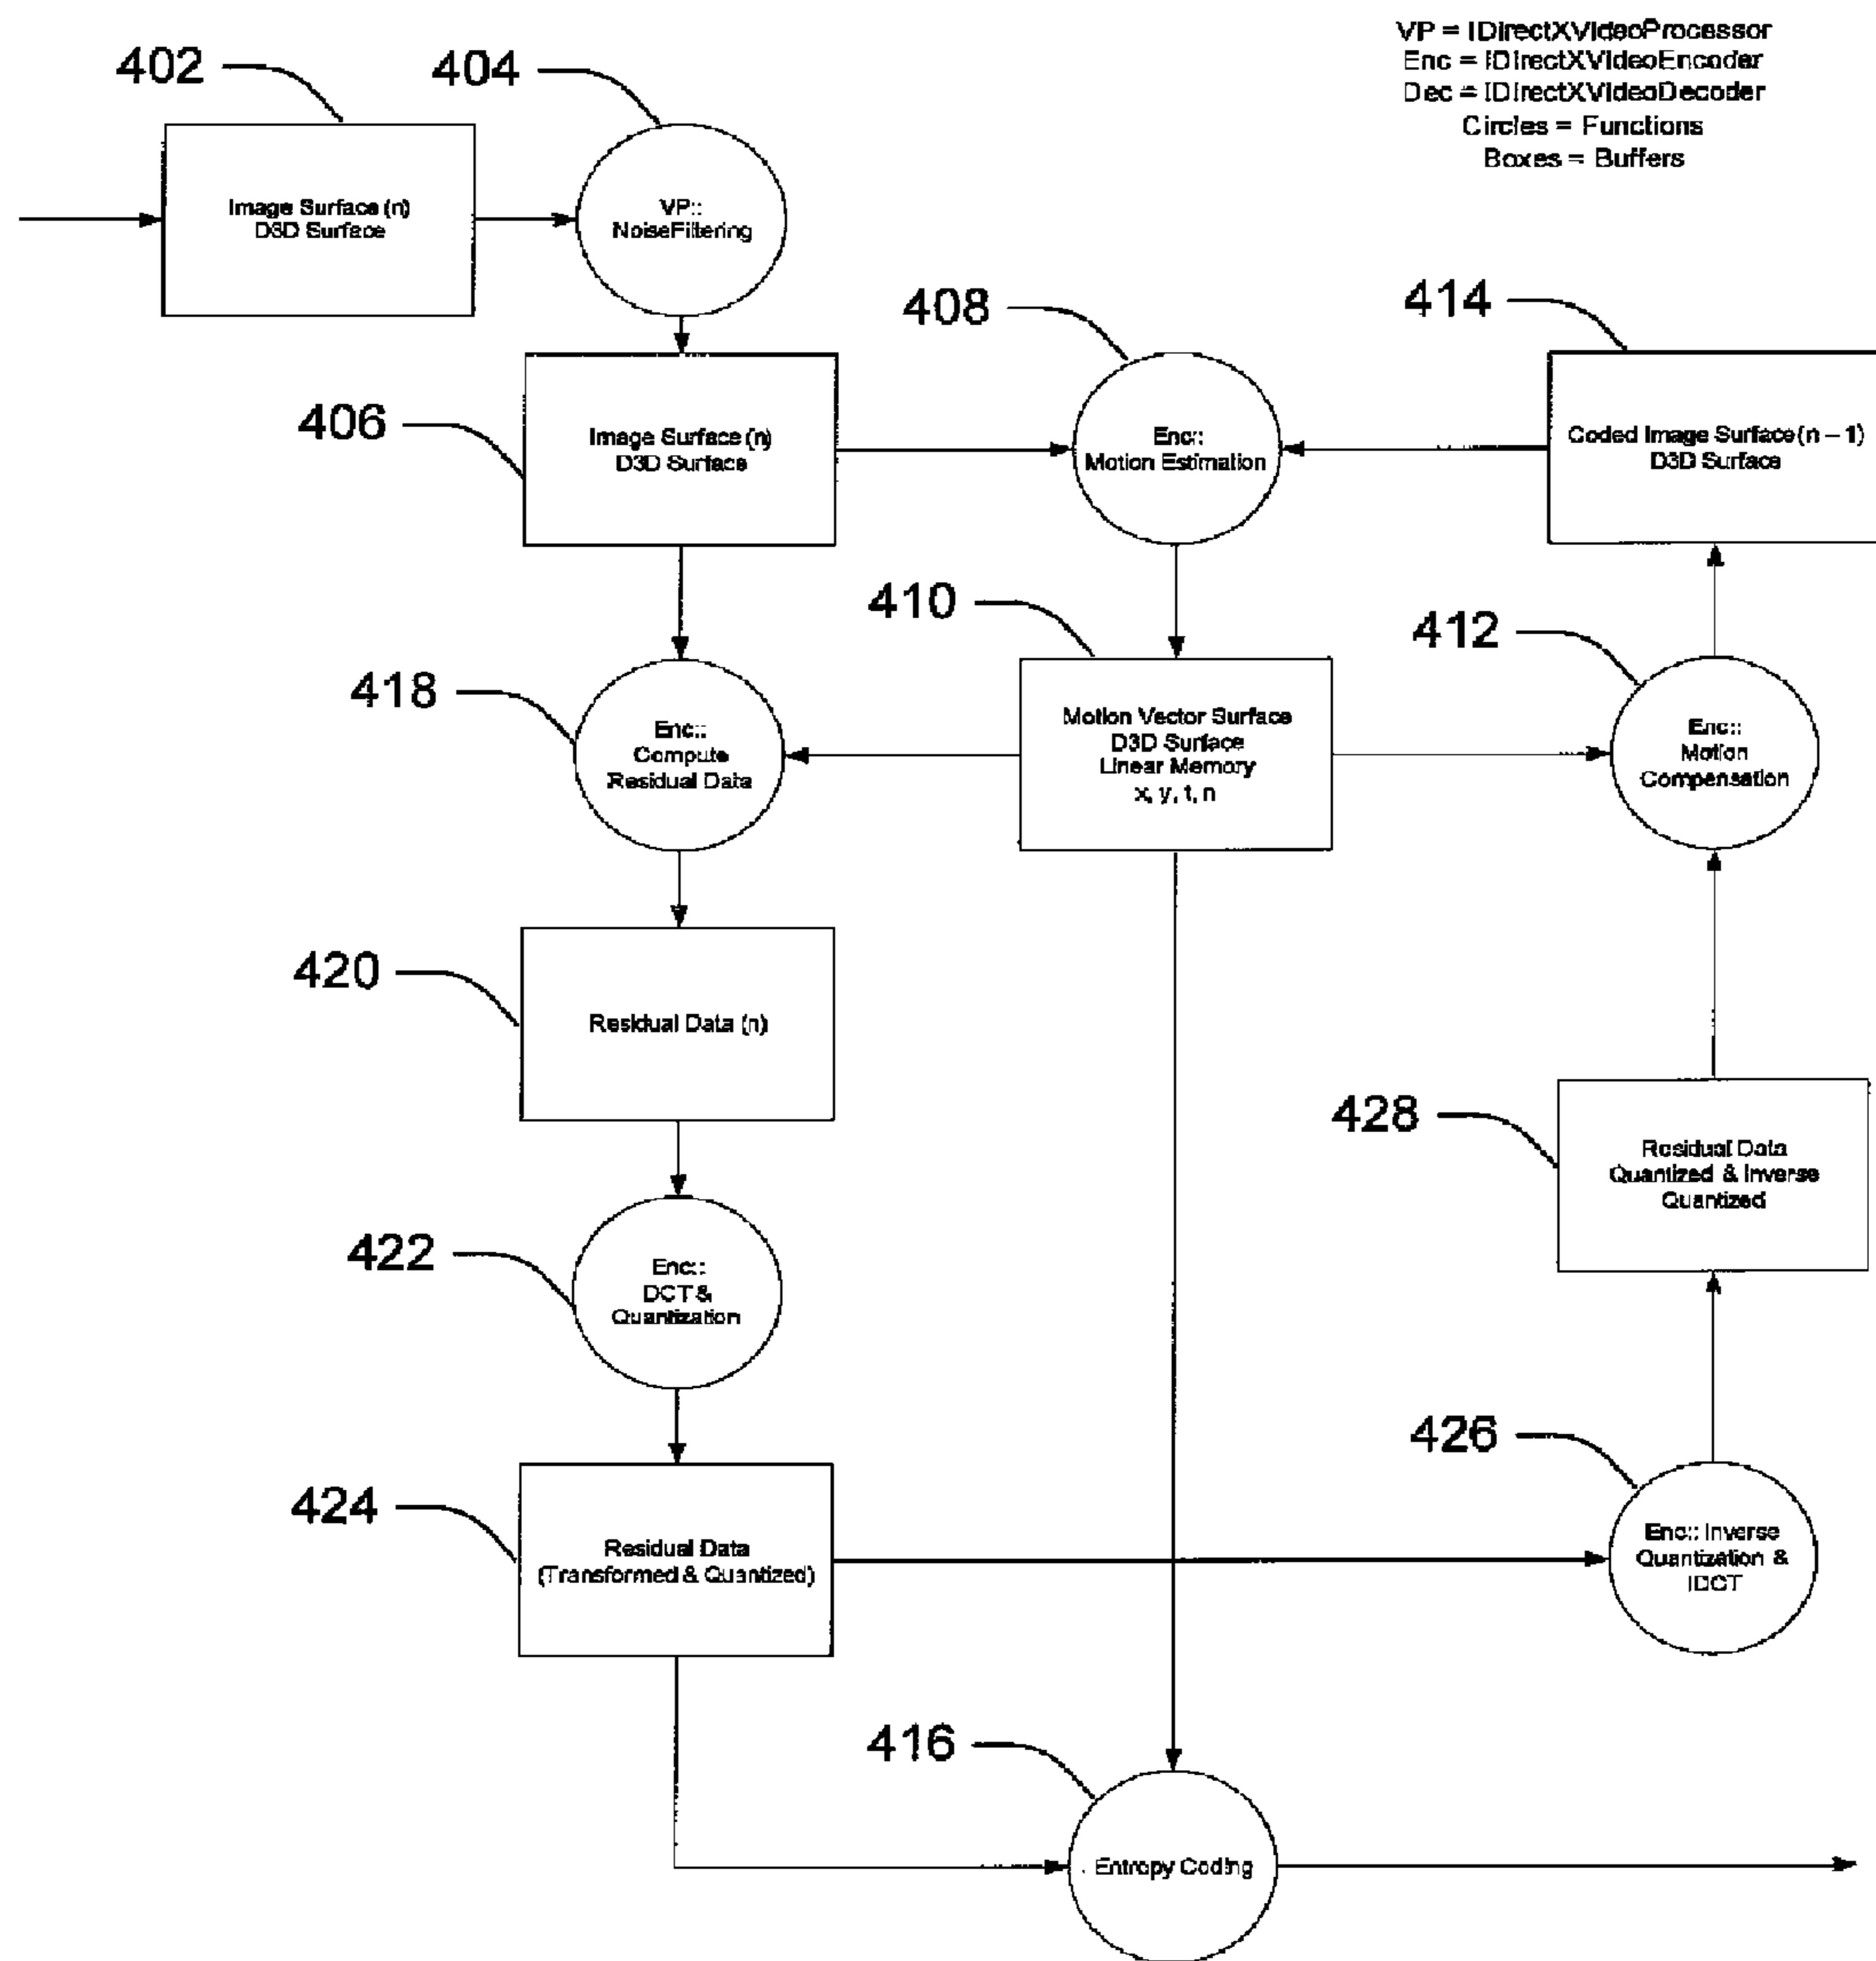 VP = IDirectXVideoProcessor
Enc = IDirectXVideoEncoder
Dec = IDirectXVideoDecoder
Circles = Functions
Boxes = Buffers
402
404
Image Surface (n)
D3D Surface
VP::
NoiseFiltering
408
414
406
Image Surface (n)
D3D Surface
Enc::
Motion Estimation
Coded Image Surface (n – 1)
D3D Surface
410
412
418
Enc::
Compute
Residual Data
Motion Vector Surface
D3D Surface
Linear Memory
x, y, t, n
Enc::
Motion
Compensation
420
Residual Data (n)
428
Residual Data
Quantized & Inverse
Quantized
422
Enc::
DCT &
Quantization
426
424
Residual Data
(Transformed & Quantized)
Enc:: Inverse
Quantization &
IDCT
416
Entropy Coding